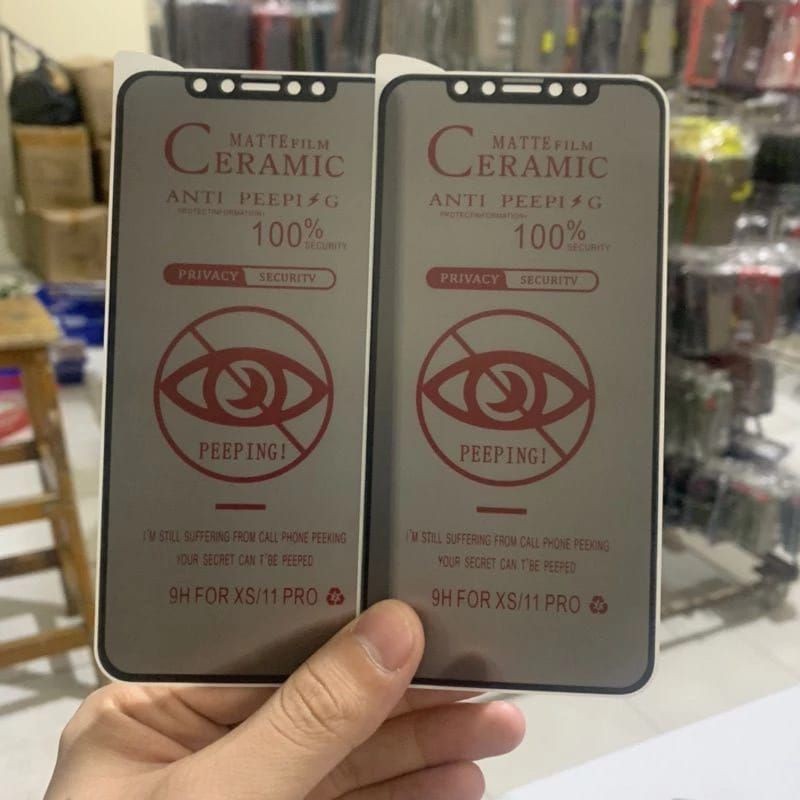 MATTE FILM
CERAMIC
ANTI PEEPI⚡G
PROTECTINFORMATION+
100% SECURITY
PRIVACY SECURITV
PEEPING!
I'M STILL SUFFERING FROM CALL PHONE PEEKING
YOUR SECRET CAN T'BE PEEPED
9H FOR XS/11 PRO
MATTE FILM
CERAMIC
ANTI PEEPI⚡G
PROTECTINFORMATION+
100% SECURITY
PRIVACY SECURITV
PEEPING!
I'M STILL SUFFERING FROM CALL PHONE PEEKING
YOUR SECRET CAN T'BE PEEPED
9H FOR XS/11 PRO